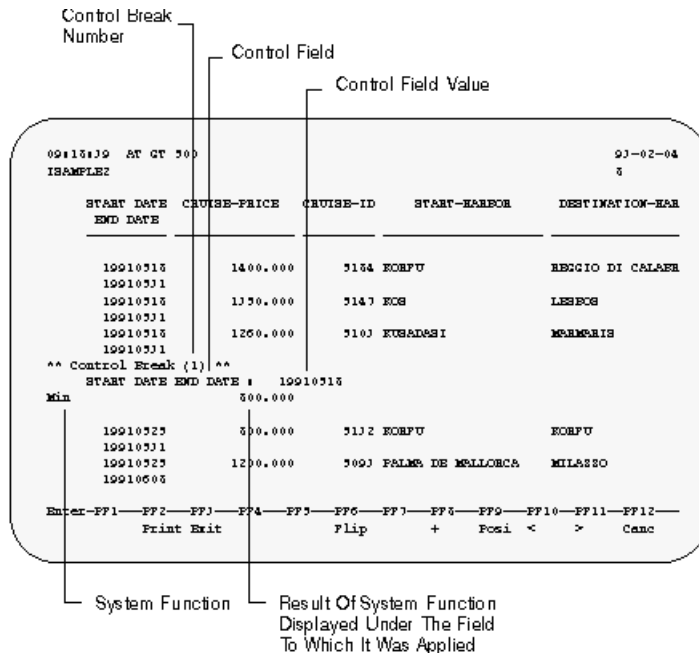 Control Break
Number
Control Field
Control Field Value
AT GT 500
93-02-04
ISAMPLE2
8
START DATE CRUISE-PRICE CRUISE-ID START-HARBOR DESTINATION-HAR
END DATE
19910518 1400.000 5184 KORFU REGGIO DI CALABR
19910531
19910518 1350.000 5147 KOS LESBOS
19910531
19910518 1260.000 5103 KUSADASI MARMARIS
19910531
** Control Break (1) **
START DATE END DATE : 19910518
Min 800.000
19910525 800.000 5132 KORFU KORFU
19910531
19910525 1200.000 5093 PALMA DE MALLORCA MILASSO
19910608
Enter-PF1---PF2---PF3---PF4---PF5---PF6---PF7---PF8---PF9---PF10--PF11--PF12---
Print Exit Flip + Posi < > Canc
System Function
Result Of System Function
Displayed Under The Field
To Which It Was Applied